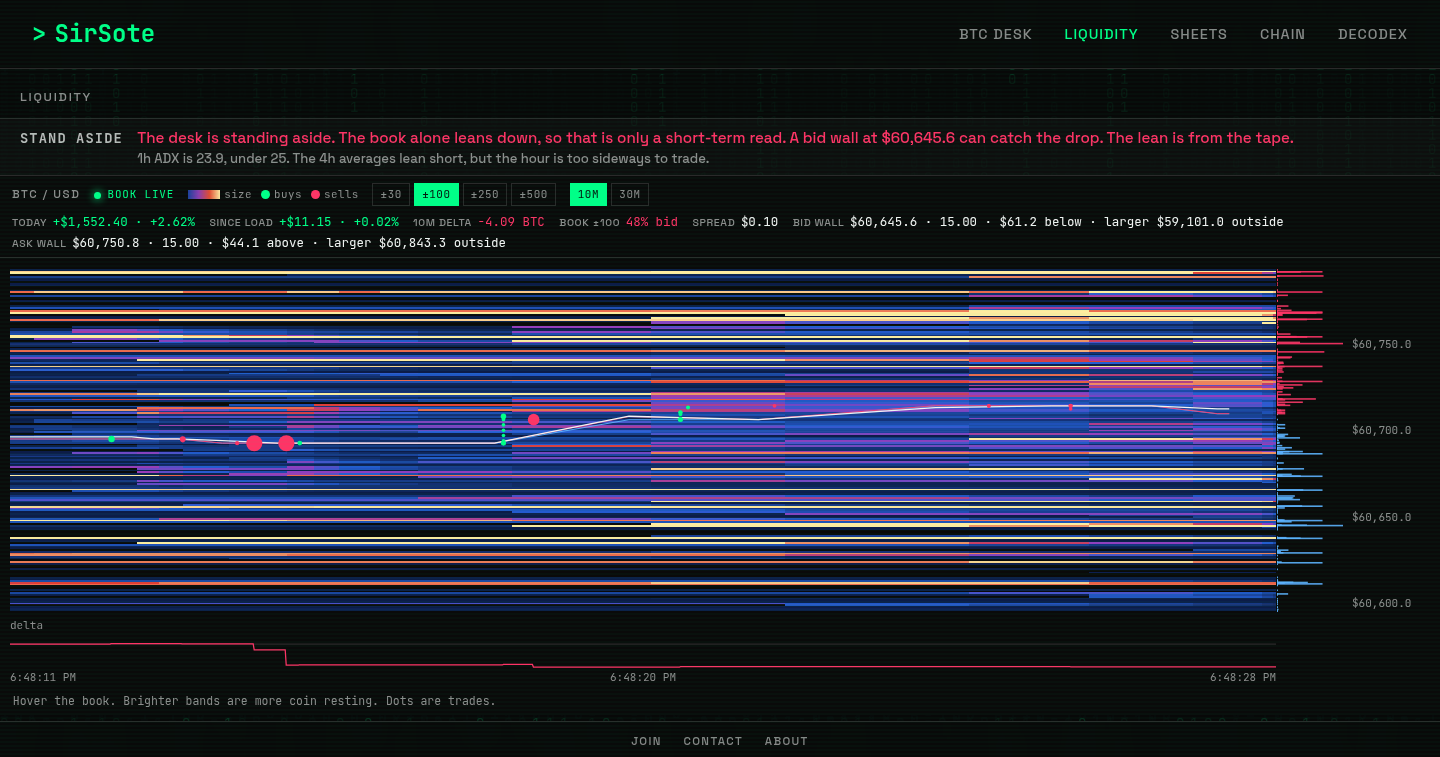 > SirSote
BTC DESK LIQUIDITY SHEETS CHAIN DECODEX
LIQUIDITY
STAND ASIDE The desk is standing aside. The book alone leans down, so that is only a short-term read. A bid wall at $60,645.6 can catch the drop. The lean is from the tape.
1h ADX is 23.9, under 25. The 4h averages lean short, but the hour is too sideways to trade.
BTC / USD BOOK LIVE size buys sells ±30 ±100 ±250 ±500 10M 30M
TODAY +$1,552.40 · +2.62% SINCE LOAD +$11.15 · +0.02% 10M DELTA -4.09 BTC BOOK ±100 48% bid SPREAD $0.10 BID WALL $60,645.6 · 15.00 · $61.2 below · larger $59,101.0 outside
ASK WALL $60,750.8 · 15.00 · $44.1 above · larger $60,843.3 outside
$60,750.0
$60,700.0
$60,650.0
$60,600.0
delta
6:48:11 PM 6:48:20 PM 6:48:28 PM
Hover the book. Brighter bands are more coin resting. Dots are trades.
JOIN CONTACT ABOUT